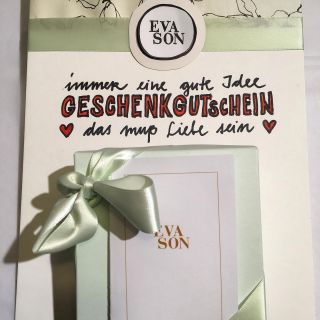 EVA
SON
immer eine gute Idee
GESCHENKGUTSCHEIN
das muß Liebe sein
EVA
SON